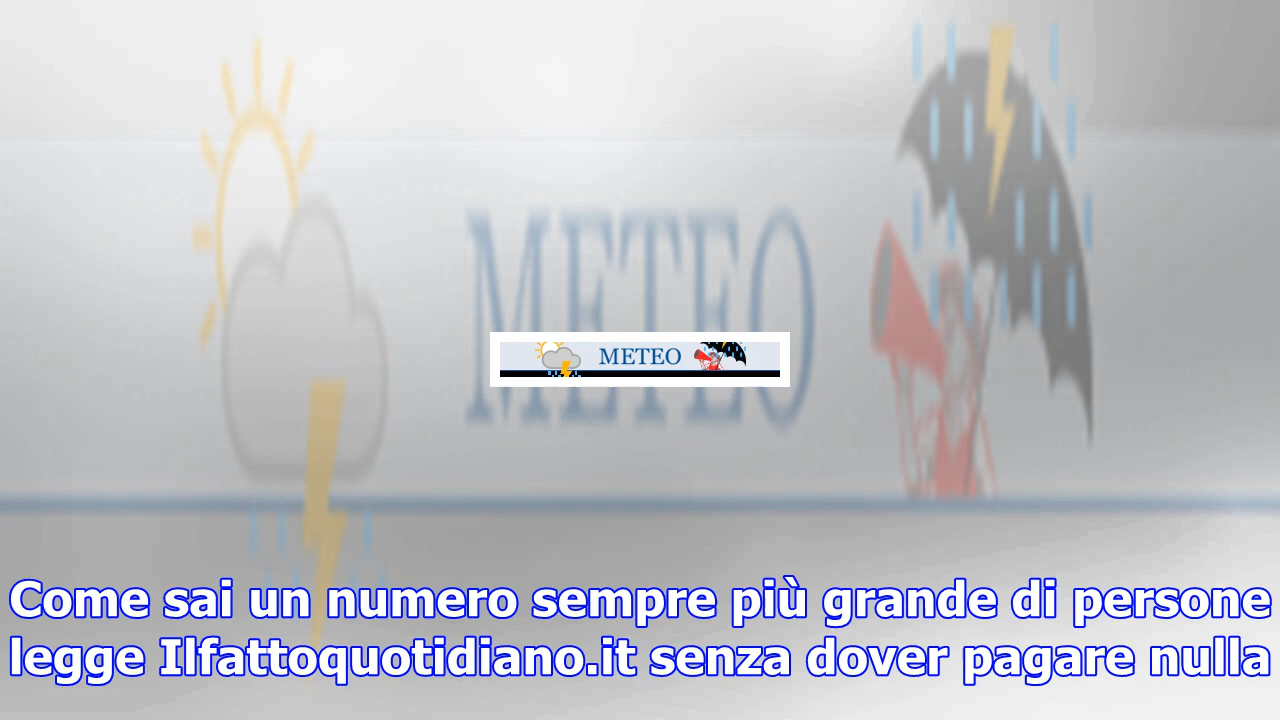 METEO
METEO
Come sai un numero sempre più grande di persone
legge Ilfattoquotidiano.it senza dover pagare nulla